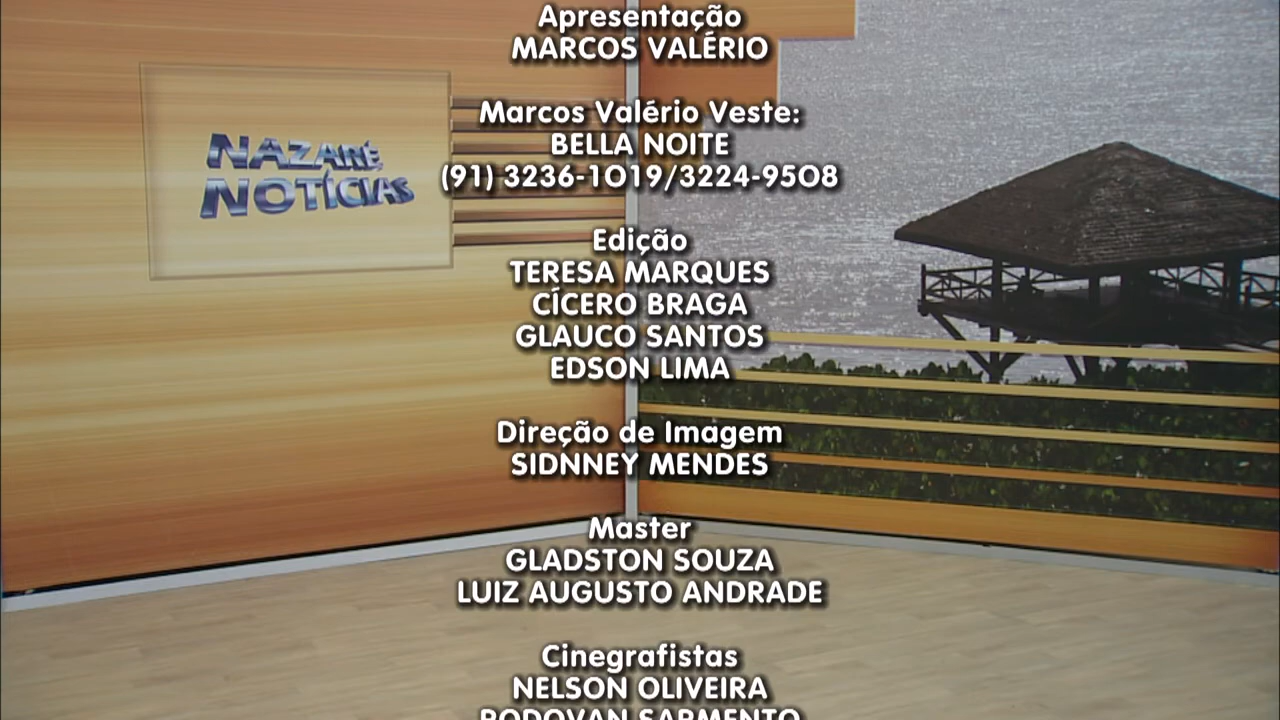 Apresentação
MARCOS VALÉRIO
Marcos Valério Veste:
BELLA NOITE
(91) 3236-1019/3224-9508
NAZARÉ
NOTÍCIAS
Edição
TERESA MARQUES
CÍCERO BRAGA
GLAUCO SANTOS
EDSON LIMA
Direção de Imagem
SIDNNEY MENDES
Master
GLADSTON SOUZA
LUIZ AUGUSTO ANDRADE
Cinegrafistas
NELSON OLIVEIRA
RODOVAN SARMENTO